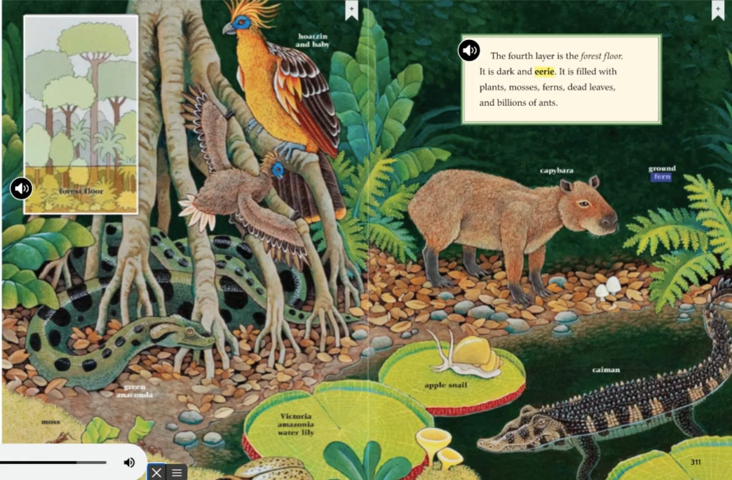 hoatzin
and baby
forest floor
The fourth layer is the forest floor.
It is dark and eerie. It is filled with
plants, mosses, ferns, dead leaves,
and billions of ants.
capybara
ground
fern
green
anaconda
moss
Victoria
amazonia
water lily
apple snail
caiman
311